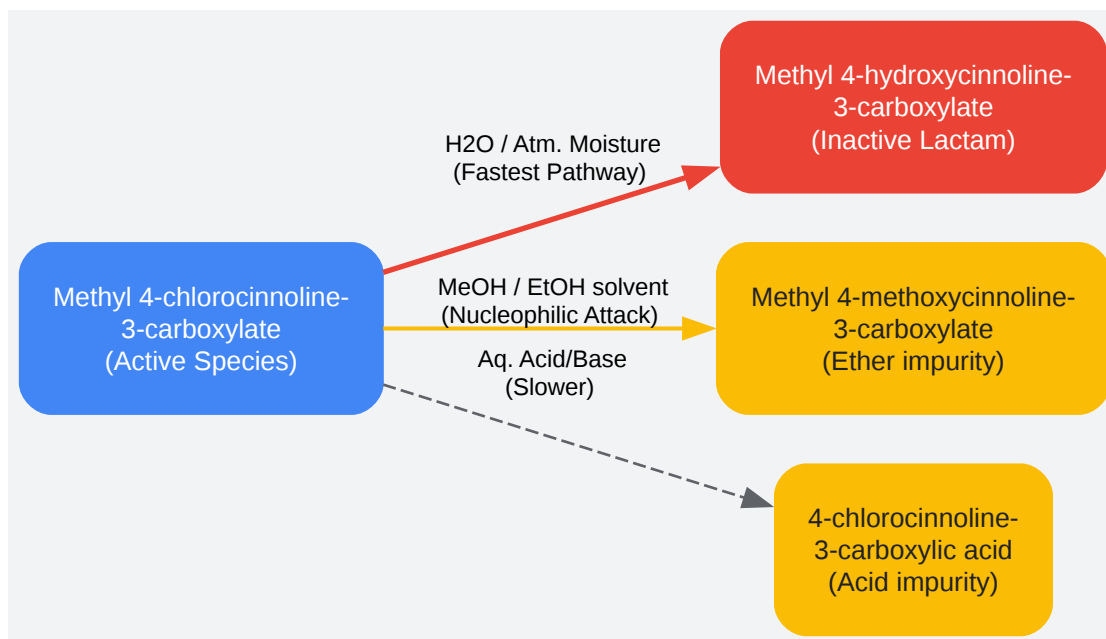 Methyl 4-hydroxycinnoline-
3-carboxylate
(Inactive Lactam)
H2O / Atm. Moisture
(Fastest Pathway)
Methyl 4-chlorocinnoline-
3-carboxylate
(Active Species)
MeOH / EtOH solvent
(Nucleophilic Attack)
Methyl 4-methoxycinnoline-
3-carboxylate
(Ether impurity)
Aq. Acid/Base
(Slower)
4-chlorocinnoline-
3-carboxylic acid
(Acid impurity)